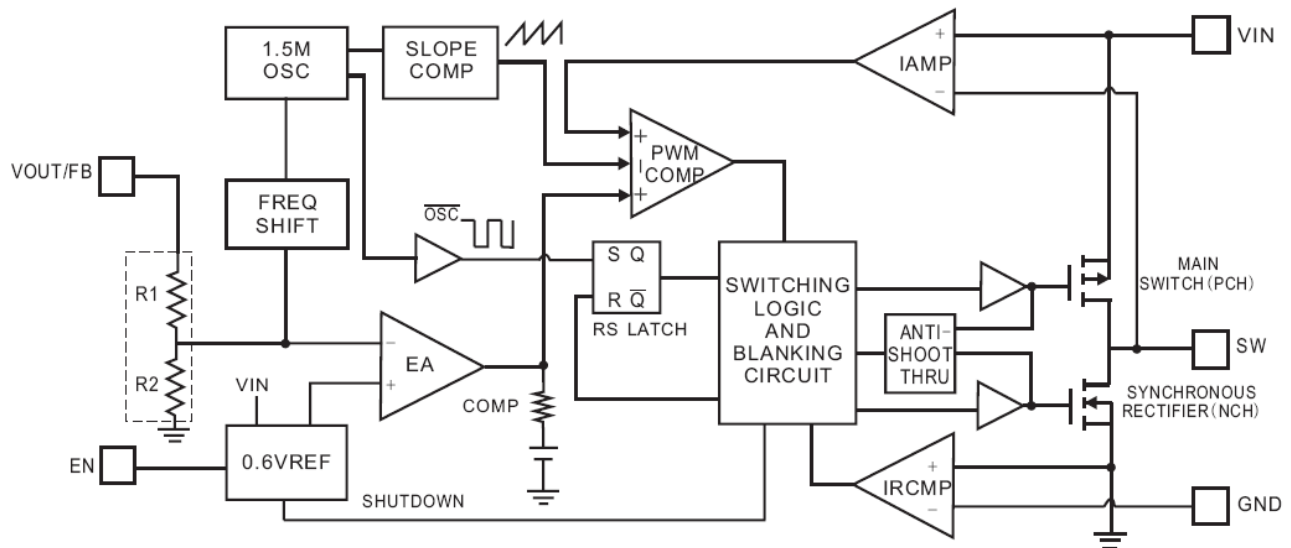 1.5M
OSC
SLOPE
COMP
+
IAMP
−
VIN
VOUT/FB
FREQ
SHIFT
+
PWM
−
COMP
+
OSC
R1
S Q
R Q
RS LATCH
SWITCHING
LOGIC
AND
BLANKING
CIRCUIT
MAIN
SWITCH(PCH)
ANTI-
SHOOT
THRU
SW
R2
−
EA
+
COMP
VIN
EN
0.6VREF
SHUTDOWN
SYNCHRONOUS
RECTIFIER(NCH)
+
IRCMP
−
GND